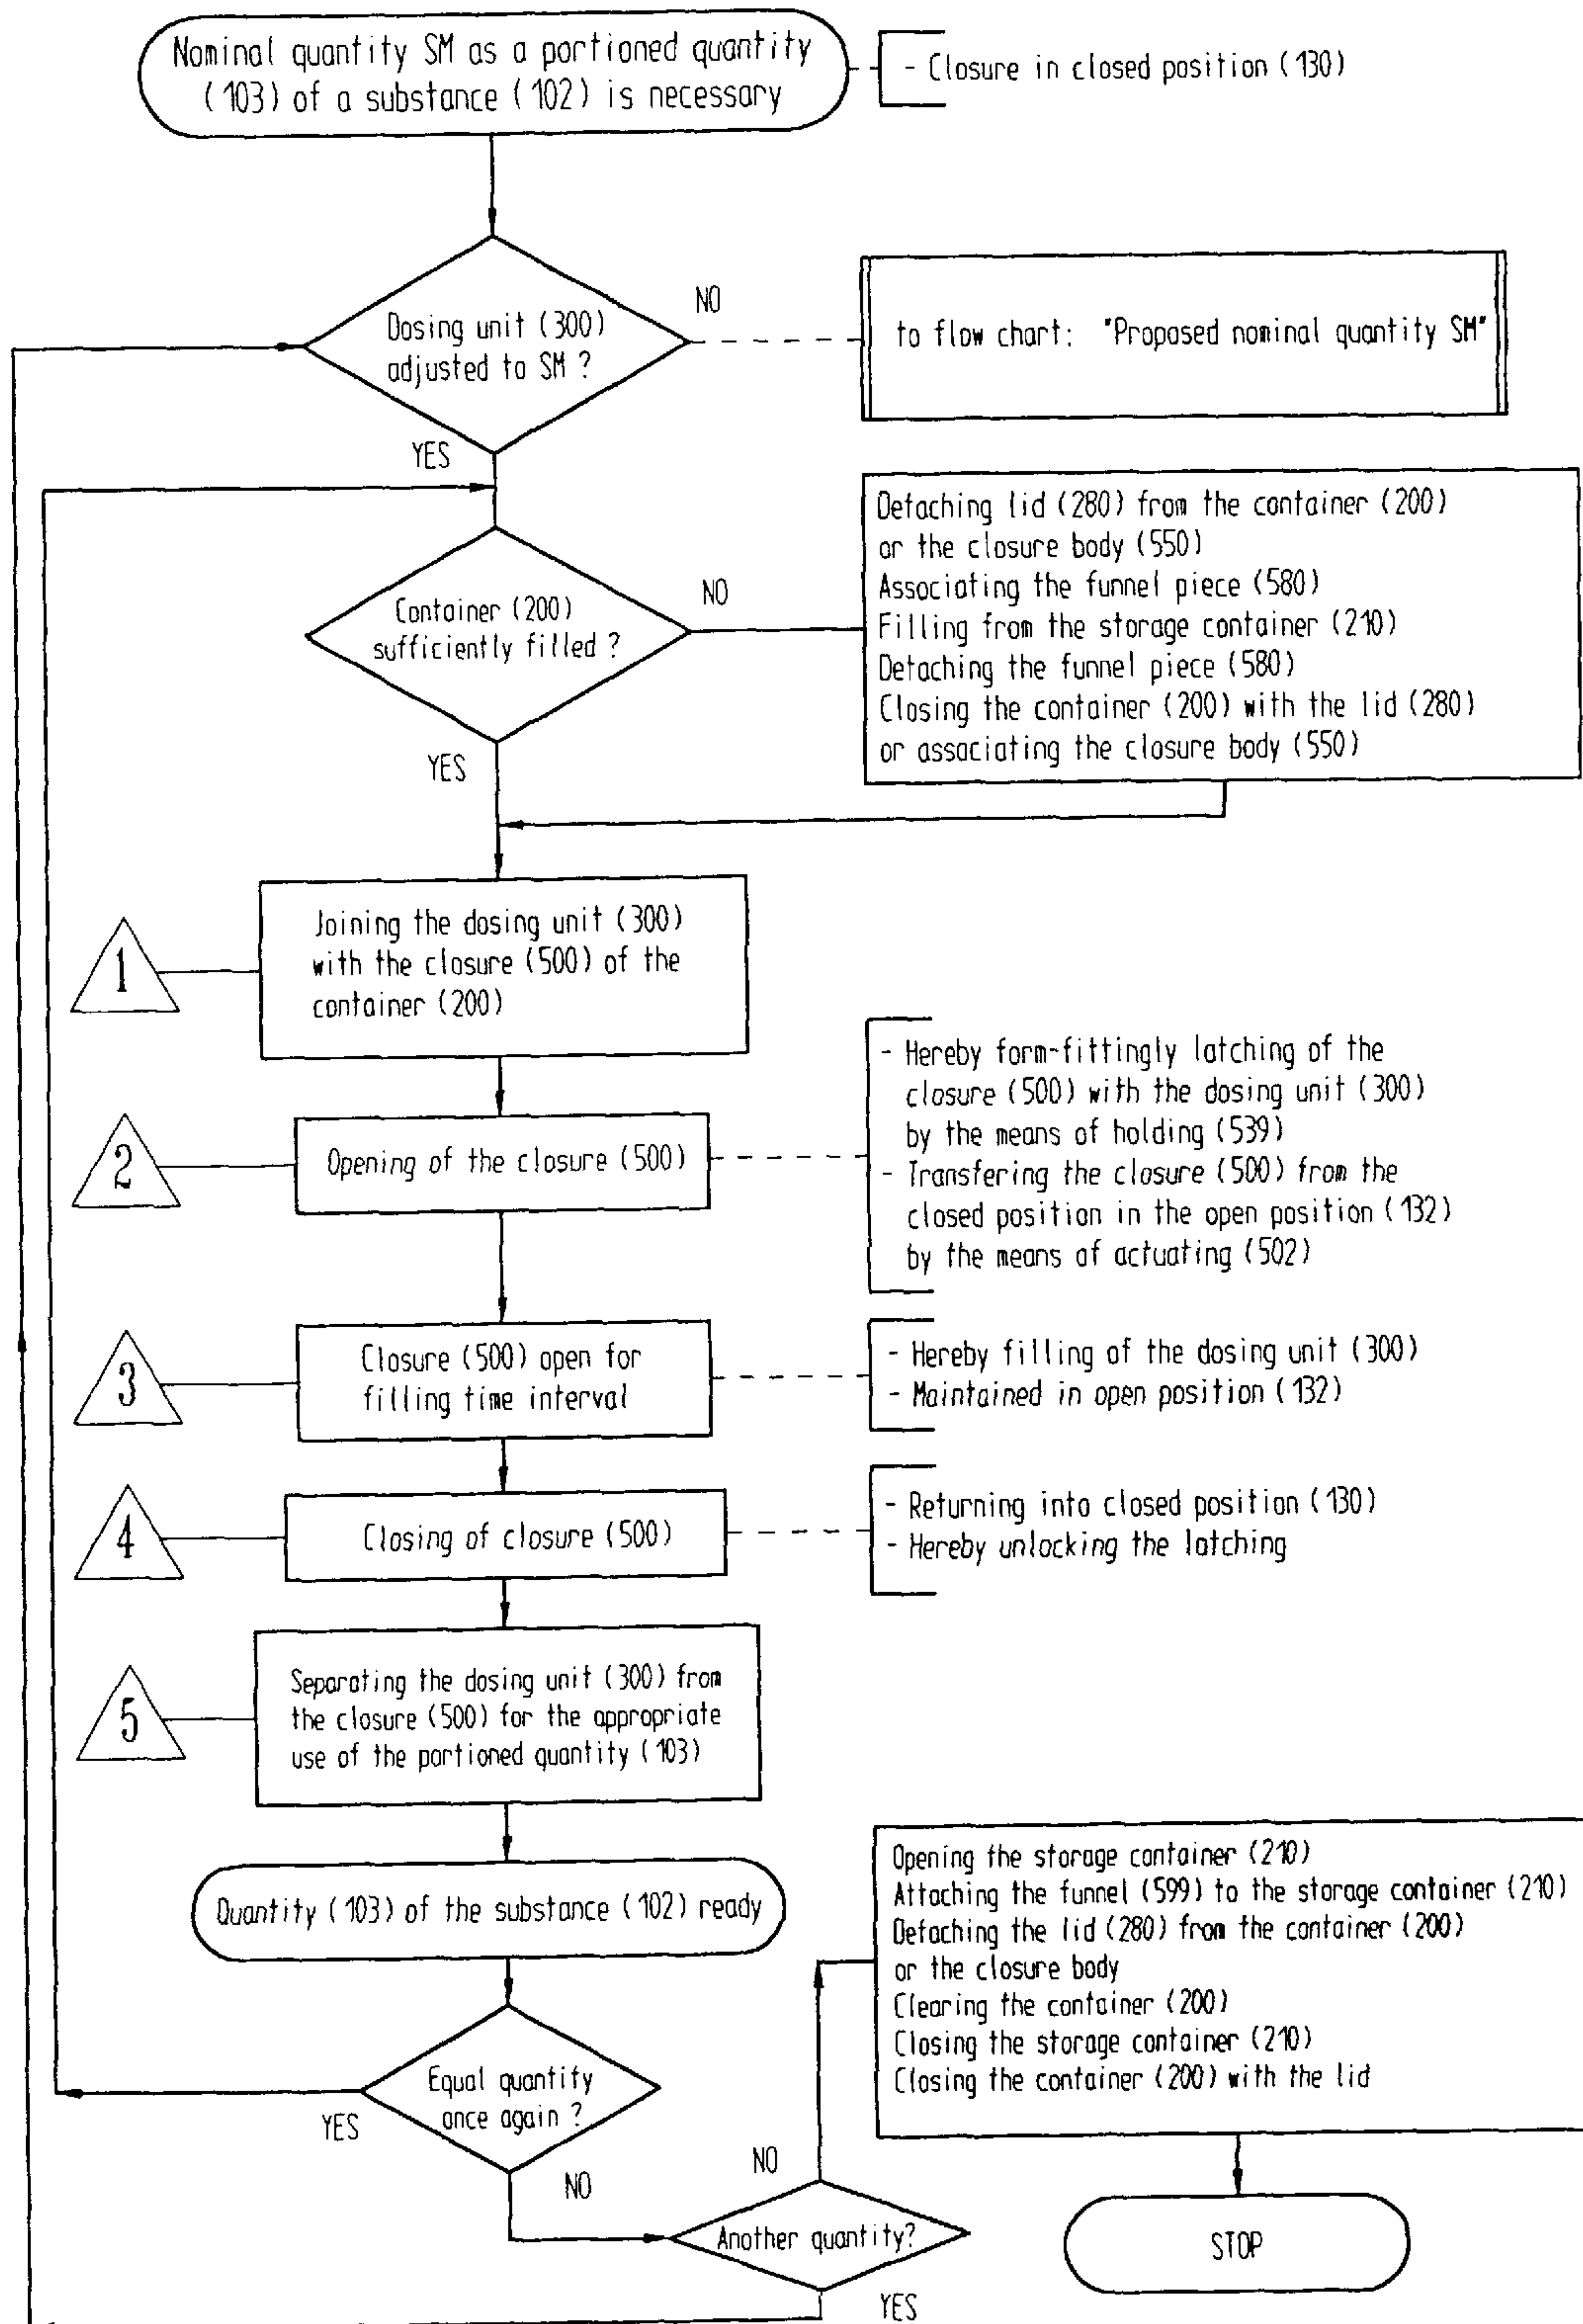 Nominal quantity SM as a portioned quantity
(103) of a substance (102) is necessary
- Closure in closed position (130)
Dosing unit (300)
adjusted to SM ?
NO
to flow chart: "Proposed nominal quantity SM"
YES
Container (200)
sufficiently filled ?
NO
Detaching lid (280) from the container (200)
or the closure body (550)
Associating the funnel piece (580)
Filling from the storage container (210)
Detaching the funnel piece (580)
Closing the container (200) with the lid (280)
or associating the closure body (550)
YES
1
Joining the dosing unit (300)
with the closure (500) of the
container (200)
2
Opening of the closure (500)
- Hereby form-fittingly latching of the
closure (500) with the dosing unit (300)
by the means of holding (539)
- Transfering the closure (500) from the
closed position in the open position (132)
by the means of actuating (502)
3
Closure (500) open for
filling time interval
- Hereby filling of the dosing unit (300)
- Maintained in open position (132)
4
Closing of closure (500)
- Returning into closed position (130)
- Hereby unlocking the latching
5
Separating the dosing unit (300) from
the closure (500) for the appropriate
use of the portioned quantity (103)
Quantity (103) of the substance (102) ready
Opening the storage container (210)
Attaching the funnel (599) to the storage container (210)
Detaching the lid (280) from the container (200)
or the closure body
Clearing the container (200)
Closing the storage container (210)
Closing the container (200) with the lid
Equal quantity
once again ?
YES
NO
NO
Another quantity?
YES
STOP